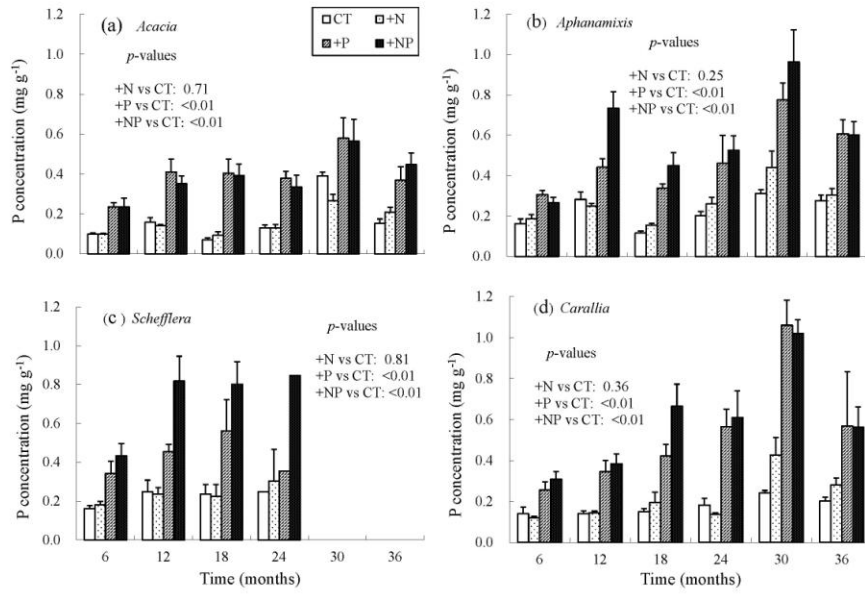 (a) Acacia
CT +N
+P +NP
p-values
+N vs CT: 0.71
+P vs CT: <0.01
+NP vs CT: <0.01
P concentration (mg g-1)
1.2
1.0
0.8
0.6
0.4
0.2
0.0
(b) Aphanamixis
p-values
+N vs CT: 0.25
+P vs CT: <0.01
+NP vs CT: <0.01
P concentration (mg g-1)
1.2
1.0
0.8
0.6
0.4
0.2
0.0
(c) Schefflera
p-values
+N vs CT: 0.81
+P vs CT: <0.01
+NP vs CT: <0.01
P concentration (mg g-1)
1.2
1.0
0.8
0.6
0.4
0.2
0.0
6 12 18 24 30 36
Time (months)
(d) Carallia
p-values
+N vs CT: 0.36
+P vs CT: <0.01
+NP vs CT: <0.01
P concentration (mg g-1)
1.2
1.0
0.8
0.6
0.4
0.2
0.0
6 12 18 24 30 36
Time (months)